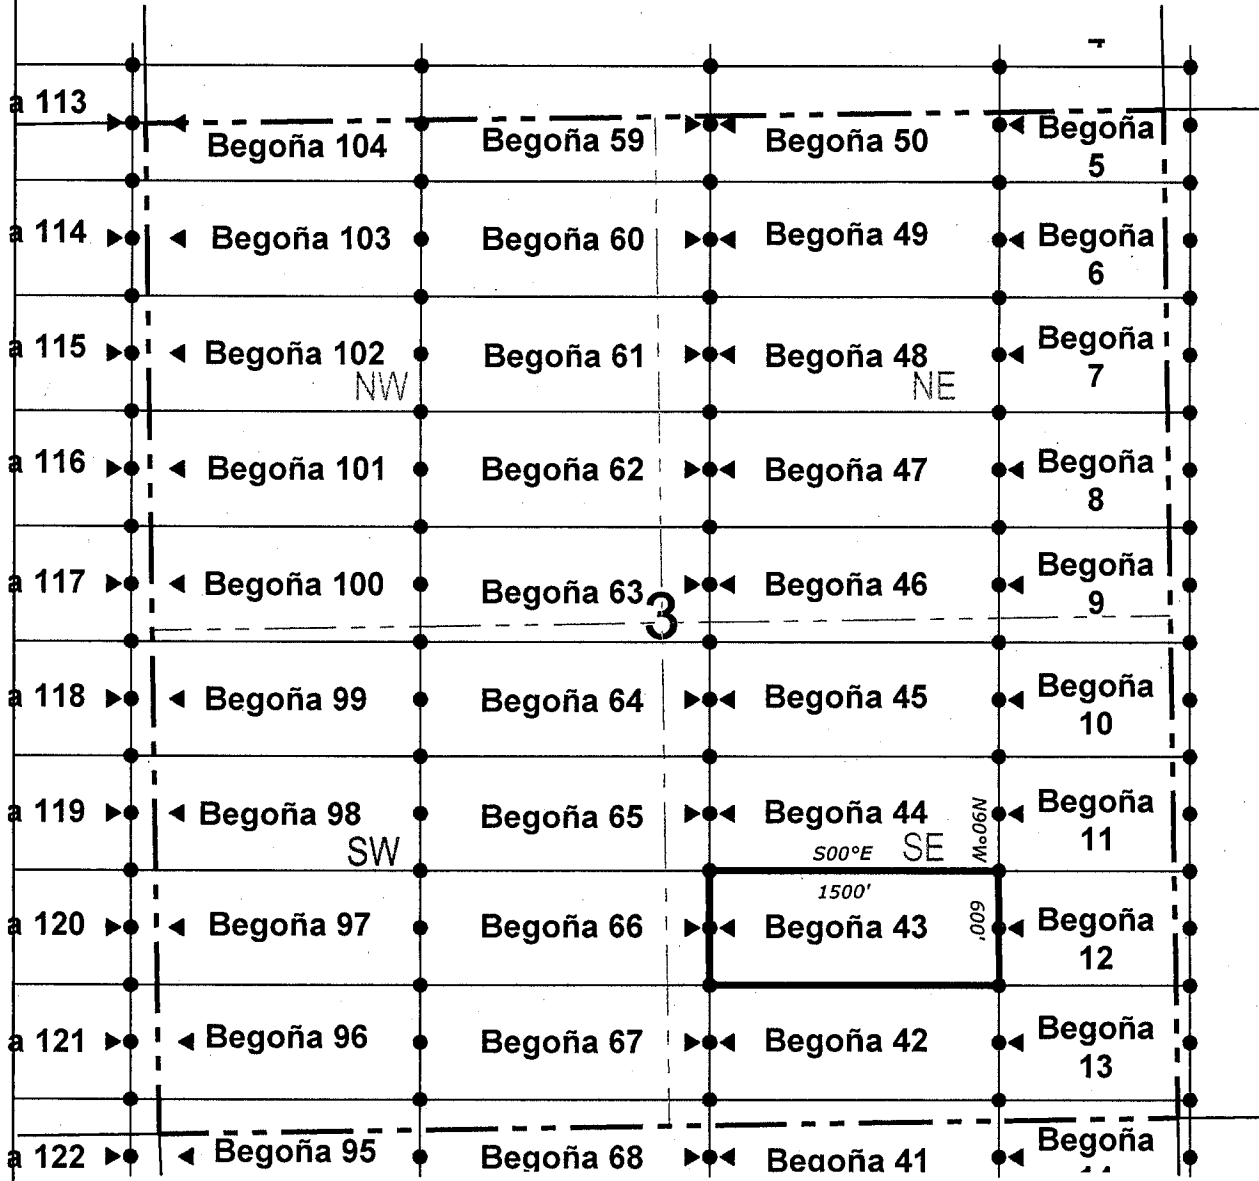 a 113
Begoña 104
Begoña 59
Begoña 50
Begoña
5
a 114
Begoña 103
Begoña 60
Begoña 49
Begoña
6
a 115
Begoña 102
Begoña 61
Begoña 48
Begoña
7
NW
NE
a 116
Begoña 101
Begoña 62
Begoña 47
Begoña
8
a 117
Begoña 100
Begoña 63
Begoña 46
Begoña
9
3
a 118
Begoña 99
Begoña 64
Begoña 45
Begoña
10
a 119
Begoña 98
Begoña 65
Begoña 44
Begoña
11
SW
S00°E
SE
N90°W
1500'
600'
a 120
Begoña 97
Begoña 66
Begoña 43
Begoña
12
a 121
Begoña 96
Begoña 67
Begoña 42
Begoña
13
a 122
Begoña 95
Begoña 68
Begoña 41
Begoña